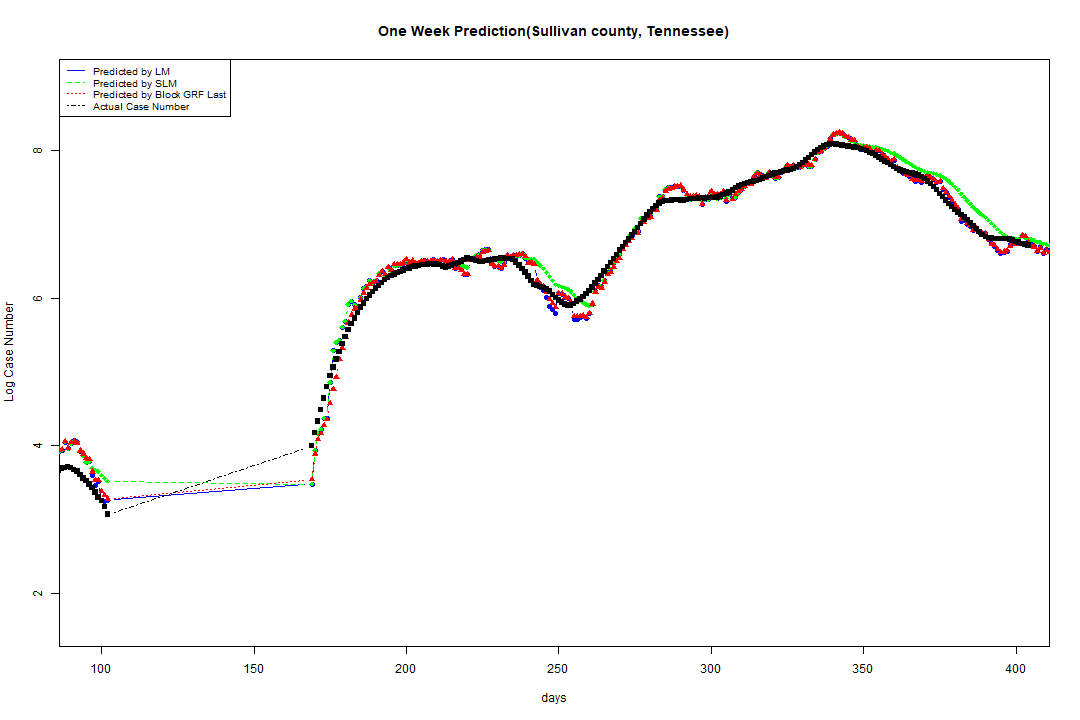 One Week Prediction(Sullivan county, Tennessee)
Predicted by LM
Predicted by SLM
Predicted by Block GRF Last
Actual Case Number
Log Case Number
8
6
4
2
100 150 200 250 300 350 400
days